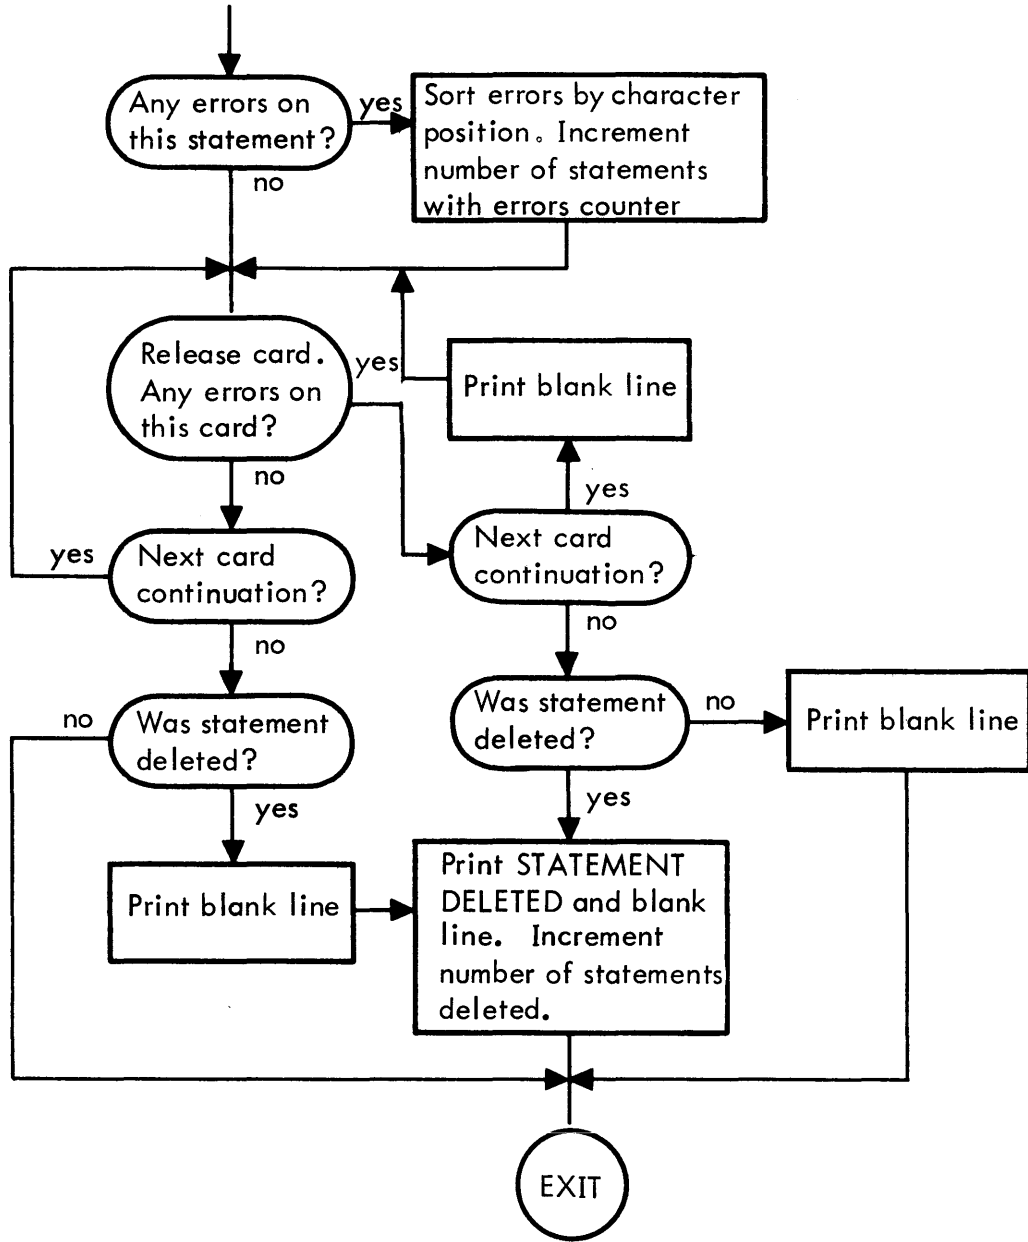 Any errors on
this statement?
yes
no
Sort errors by character
position. Increment
number of statements
with errors counter
Release card.
Any errors on
this card?
yes
no
Print blank line
yes
Next card
continuation?
yes
no
Next card
continuation?
no
Was statement
deleted?
no
yes
Was statement
deleted?
no
yes
Print blank line
Print blank line
Print STATEMENT
DELETED and blank
line. Increment
number of statements
deleted.
EXIT